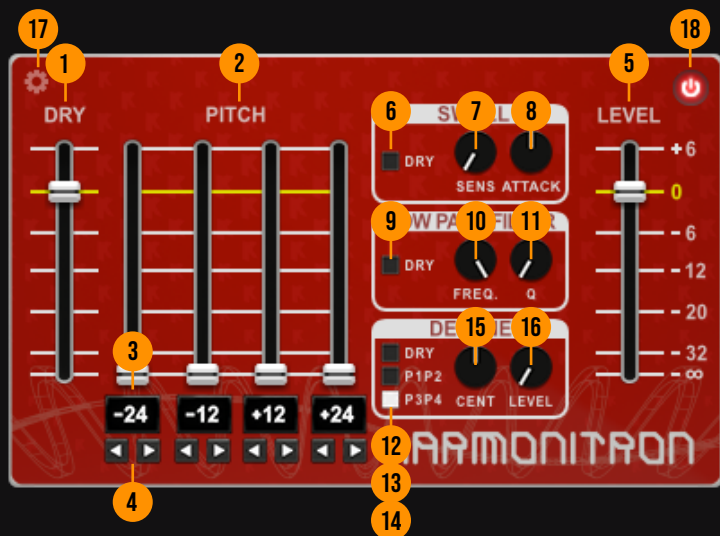 17
18
1
2
5
DRY
PITCH
6
7
8
LEVEL
DRY
SENS ATTACK
+6
0
9
10
11
-6
DRY
FREQ. Q
-12
15
16
-20
DRY
P1P2
P3P4
CENT LEVEL
-32
-∞
3
-24 -12 +12 +24
4
12
13
14